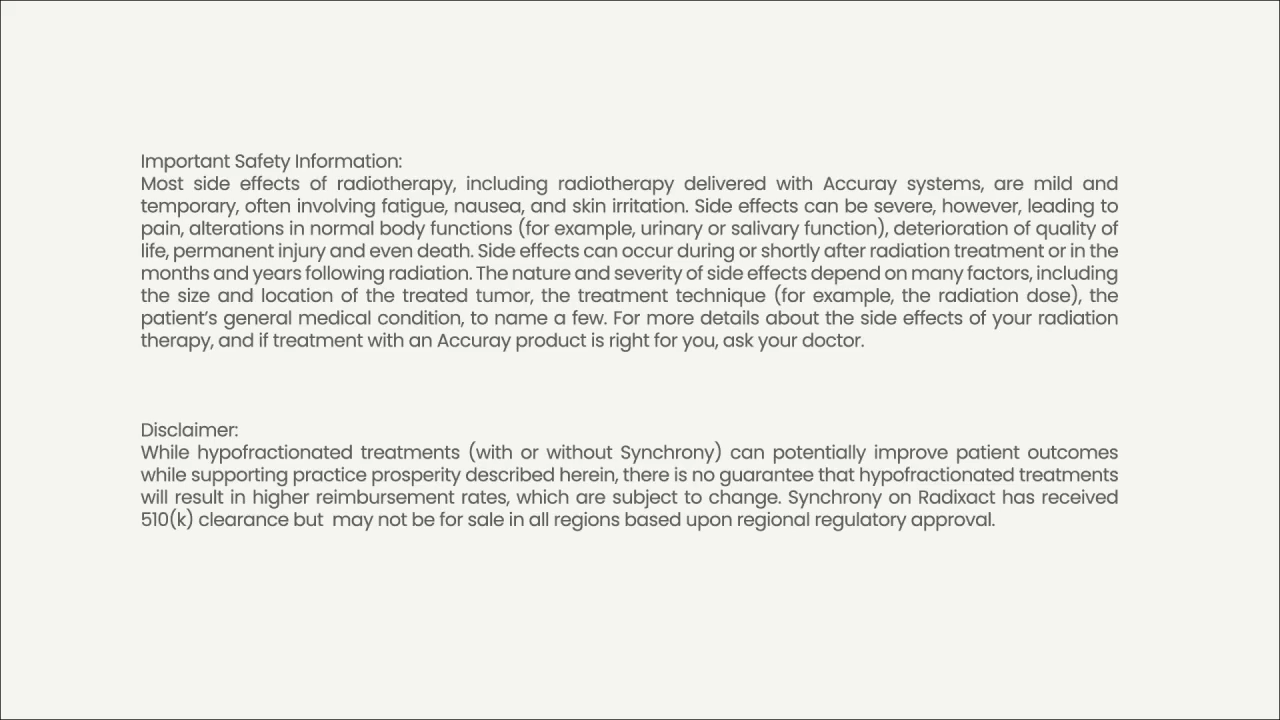 Important Safety Information:
Most side effects of radiotherapy, including radiotherapy delivered with Accuray systems, are mild and
temporary, often involving fatigue, nausea, and skin irritation. Side effects can be severe, however, leading to
pain, alterations in normal body functions (for example, urinary or salivary function), deterioration of quality of
life, permanent injury and even death. Side effects can occur during or shortly after radiation treatment or in the
months and years following radiation. The nature and severity of side effects depend on many factors, including
the size and location of the treated tumor, the treatment technique (for example, the radiation dose), the
patient’s general medical condition, to name a few. For more details about the side effects of your radiation
therapy, and if treatment with an Accuray product is right for you, ask your doctor.
Disclaimer:
While hypofractionated treatments (with or without Synchrony) can potentially improve patient outcomes
while supporting practice prosperity described herein, there is no guarantee that hypofractionated treatments
will result in higher reimbursement rates, which are subject to change. Synchrony on Radixact has received
510(k) clearance but  may not be for sale in all regions based upon regional regulatory approval.